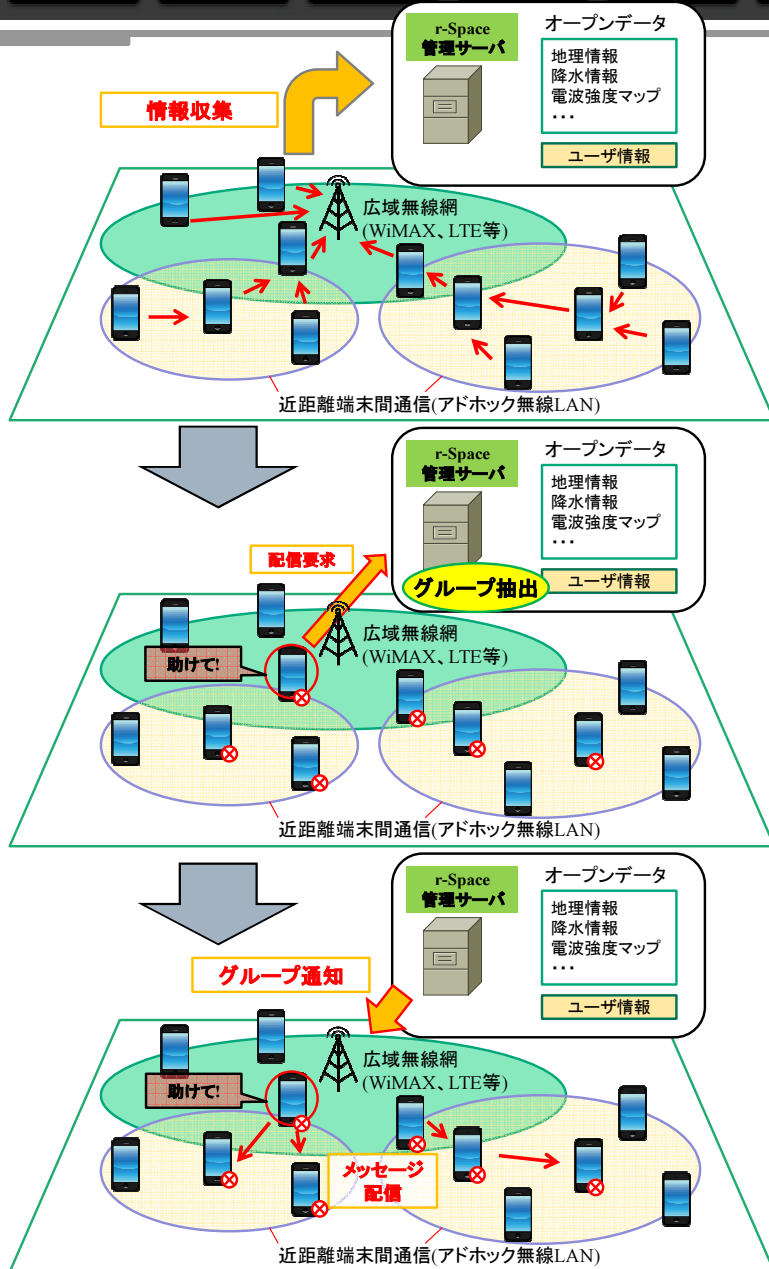 r-Space
管理サーバ
オープンデータ
地理情報
降水情報
電波強度マップ
・・・
ユーザ情報
情報収集
広域無線網
(WiMAX、LTE等)
近距離端末間通信(アドホック無線LAN)
r-Space
管理サーバ
オープンデータ
地理情報
降水情報
電波強度マップ
・・・
ユーザ情報
配信要求
グループ抽出
広域無線網
(WiMAX、LTE等)
助けて!
近距離端末間通信(アドホック無線LAN)
r-Space
管理サーバ
オープンデータ
地理情報
降水情報
電波強度マップ
・・・
ユーザ情報
グループ通知
広域無線網
(WiMAX、LTE等)
助けて!
メッセージ
配信
近距離端末間通信(アドホック無線LAN)